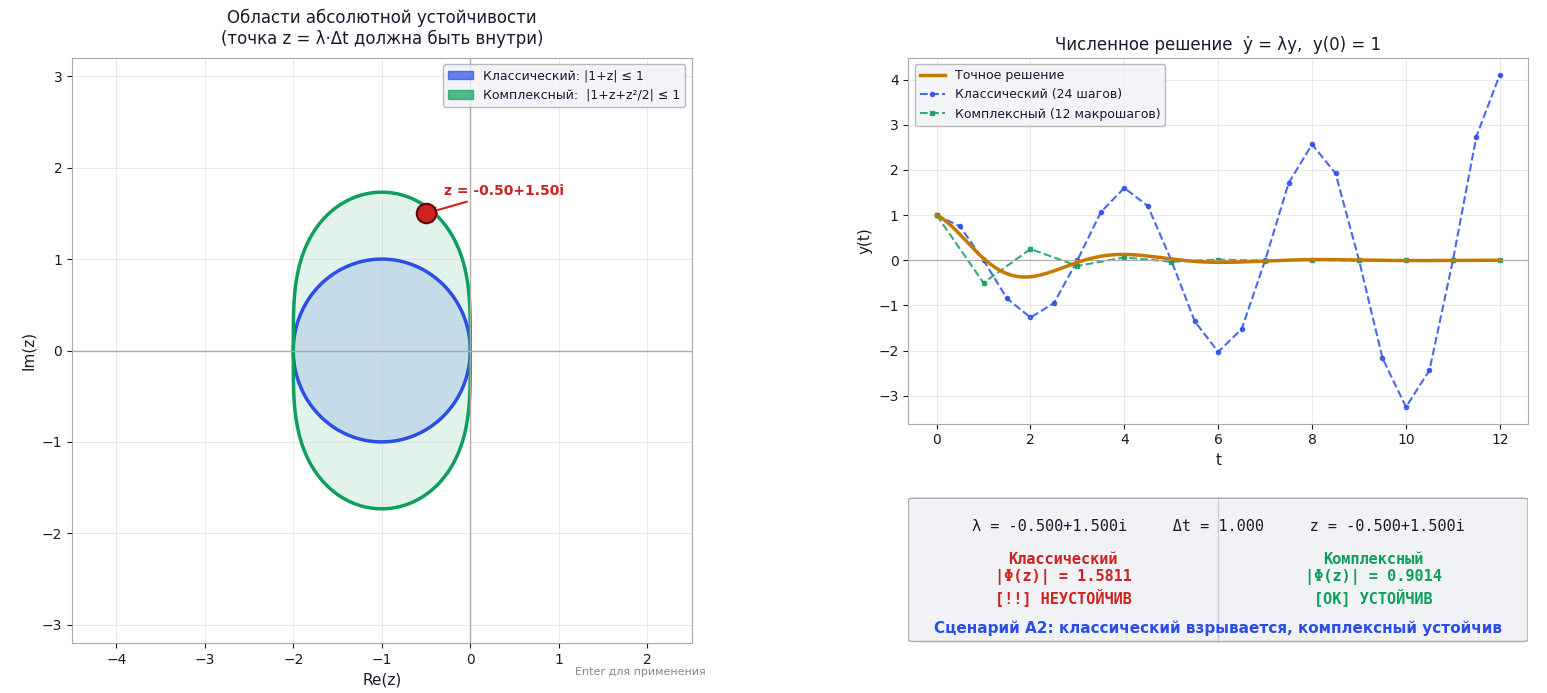 Области абсолютной устойчивости
(точка z = λ·Δt должна быть внутри)
Классический: |1+z| ≤ 1
Комплексный: |1+z+z²/2| ≤ 1
z = -0.50+1.50i
3
2
1
0
−1
−2
−3
Im(z)
−4 −3 −2 −1 0 1 2
Re(z)
Enter для применения
Численное решение ẏ = λy, y(0) = 1
Точное решение
Классический (24 шагов)
Комплексный (12 макрошагов)
4
3
2
1
0
−1
−2
−3
y(t)
0 2 4 6 8 10 12
t
λ = -0.500+1.500i Δt = 1.000 z = -0.500+1.500i
Классический
|Φ(z)| = 1.5811
[!!] НЕУСТОЙЧИВ
Комплексный
|Φ(z)| = 0.9014
[OK] УСТОЙЧИВ
Сценарий А2: классический взрывается, комплексный устойчив